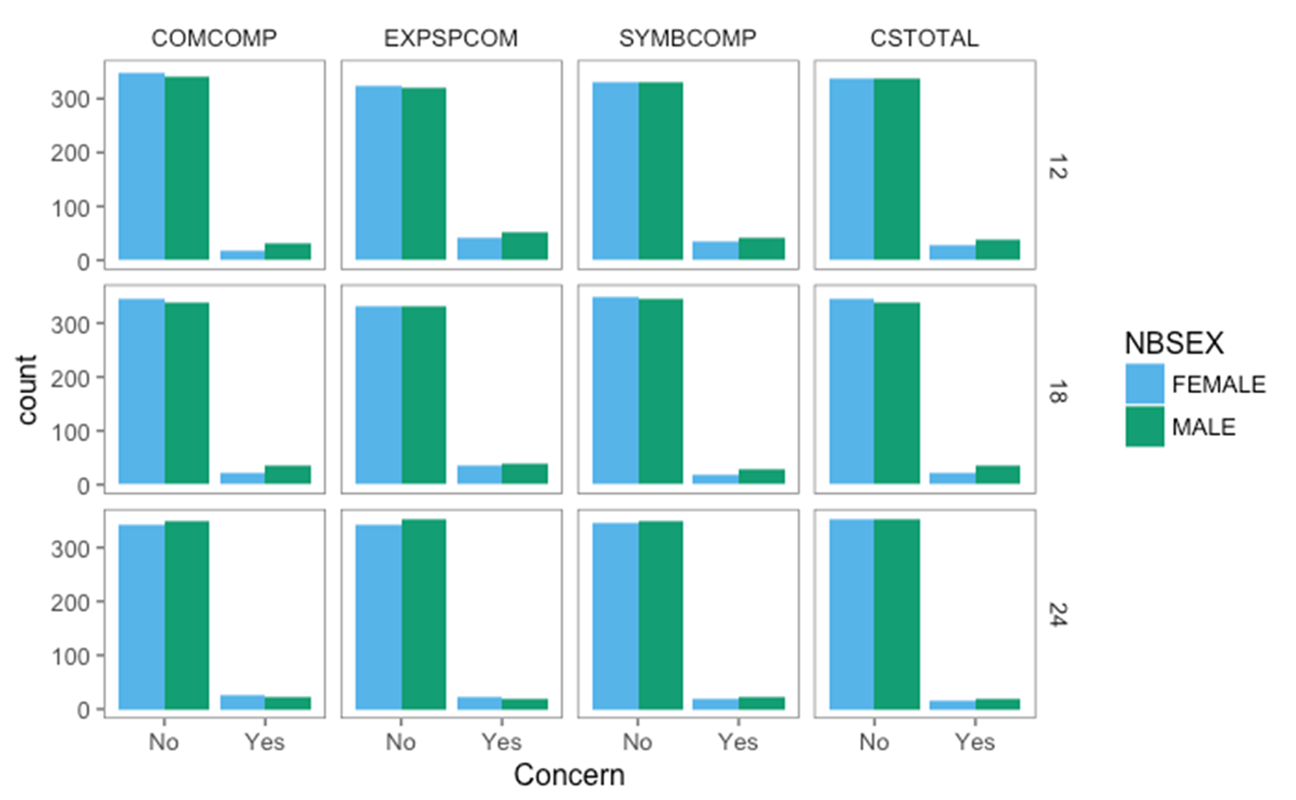 COMCOMP EXPSPCOM SYMBCOMP CSTOTAL
300
200
100
0
12
300
200
100
0
18
300
200
100
0
24
No Yes No Yes No Yes No Yes
Concern
count
NBSEX
FEMALE
MALE